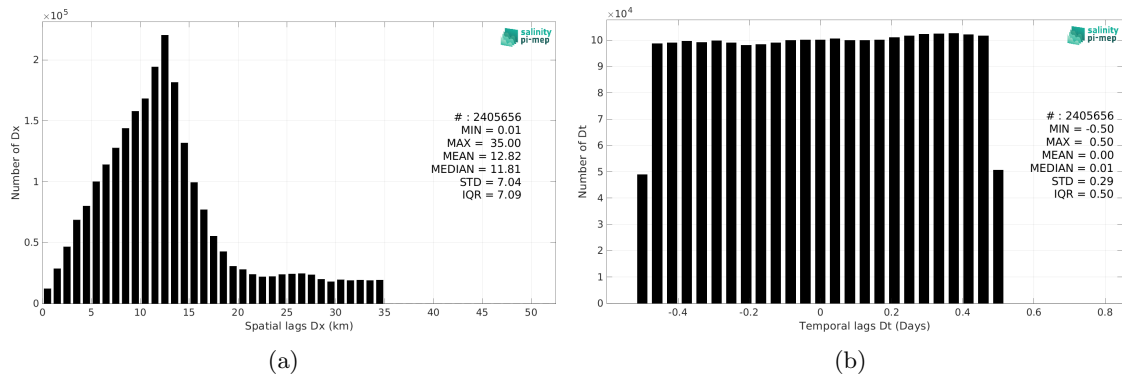 ×10⁵
2
1.5
1
0.5
0
Number of Dx
0 5 10 15 20 25 30 35 40 45 50
Spatial lags Dx (km)
salinity
pi-mep
# : 2405656
MIN = 0.01
MAX = 35.00
MEAN = 12.82
MEDIAN = 11.81
STD = 7.04
IQR = 7.09
(a)
×10⁴
10
9
8
7
6
5
4
3
2
1
0
Number of Dt
-0.4 -0.2 0 0.2 0.4 0.6 0.8
Temporal lags Dt (Days)
salinity
pi-mep
# : 2405656
MIN = -0.50
MAX = 0.50
MEAN = 0.00
MEDIAN = 0.01
STD = 0.29
IQR = 0.50
(b)